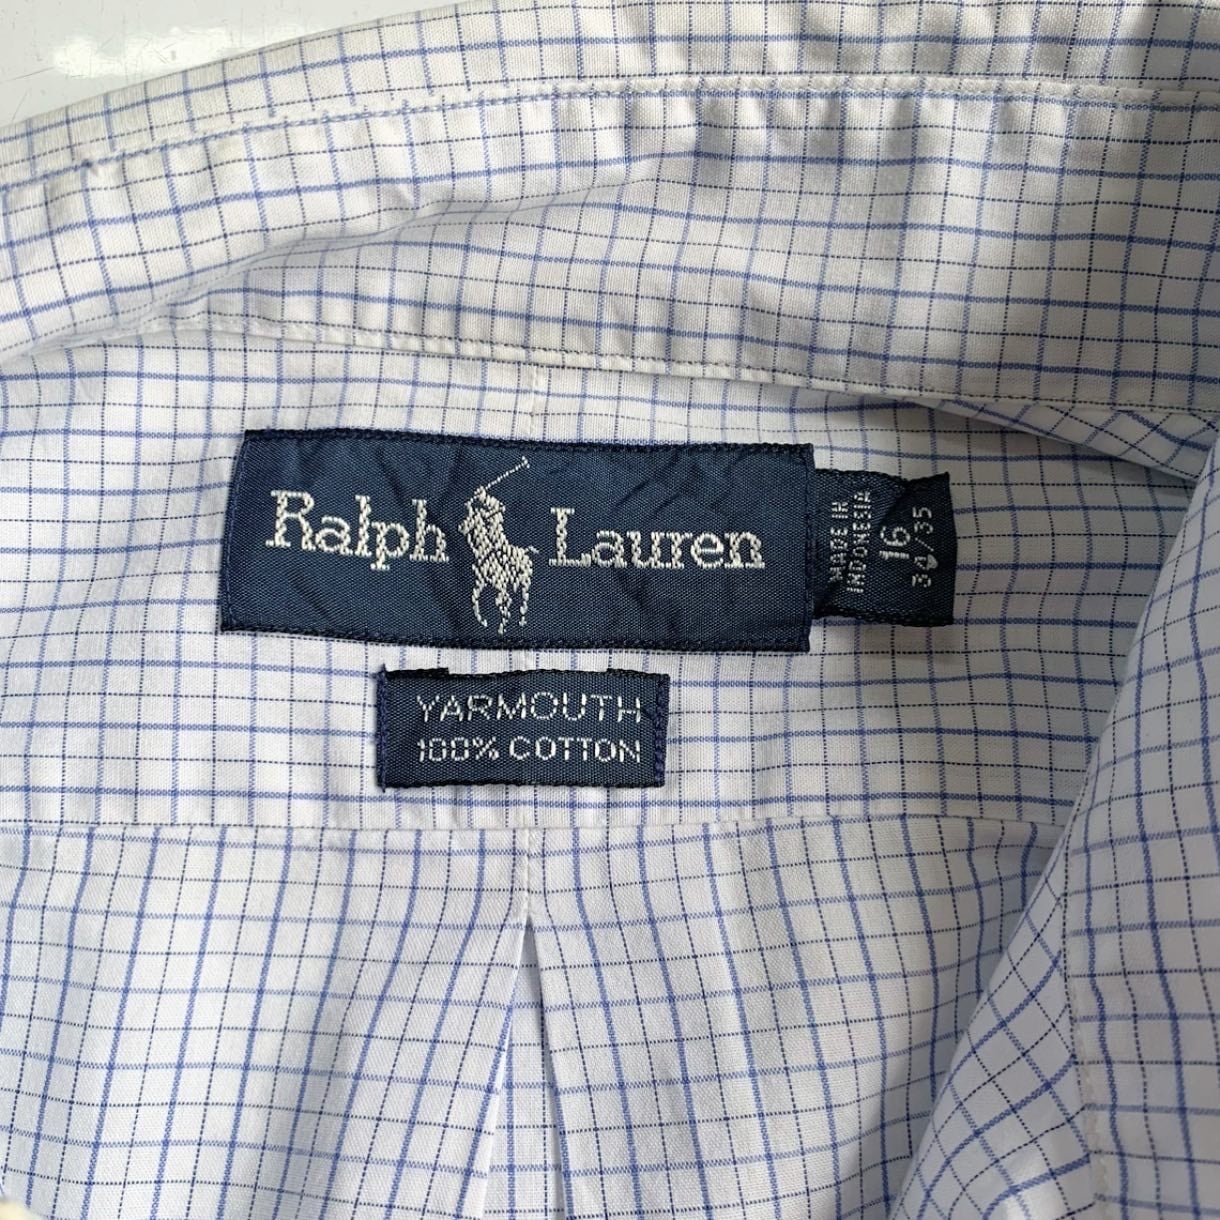 Ralph Lauren
MADE IN
INDONESIA
16
34/35
YARMOUTH
100% COTTON